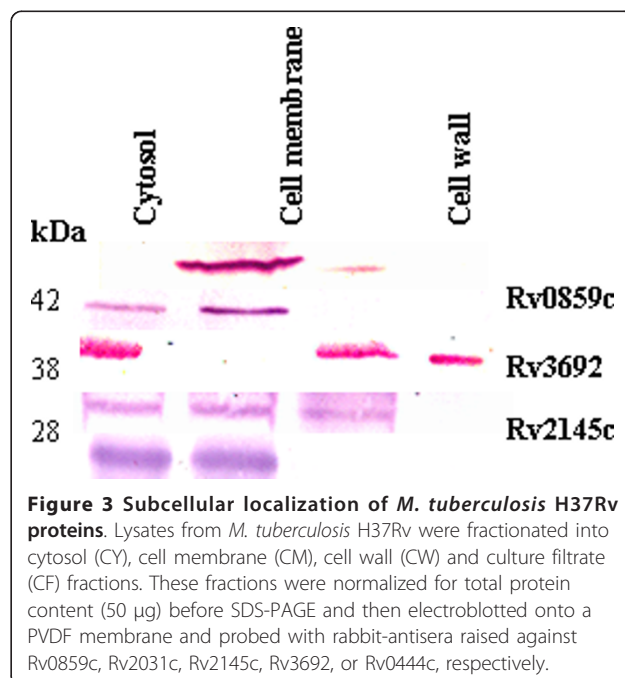 Cytosol
Cell membrane
Cell wall
kDa
42
Rv0859c
38
Rv3692
28
Rv2145c
Figure 3 Subcellular localization of M. tuberculosis H37Rv
proteins. Lysates from M. tuberculosis H37Rv were fractionated into
cytosol (CY), cell membrane (CM), cell wall (CW) and culture filtrate
(CF) fractions. These fractions were normalized for total protein
content (50 μg) before SDS-PAGE and then electroblotted onto a
PVDF membrane and probed with rabbit-antisera raised against
Rv0859c, Rv2031c, Rv2145c, Rv3692, or Rv0444c, respectively.